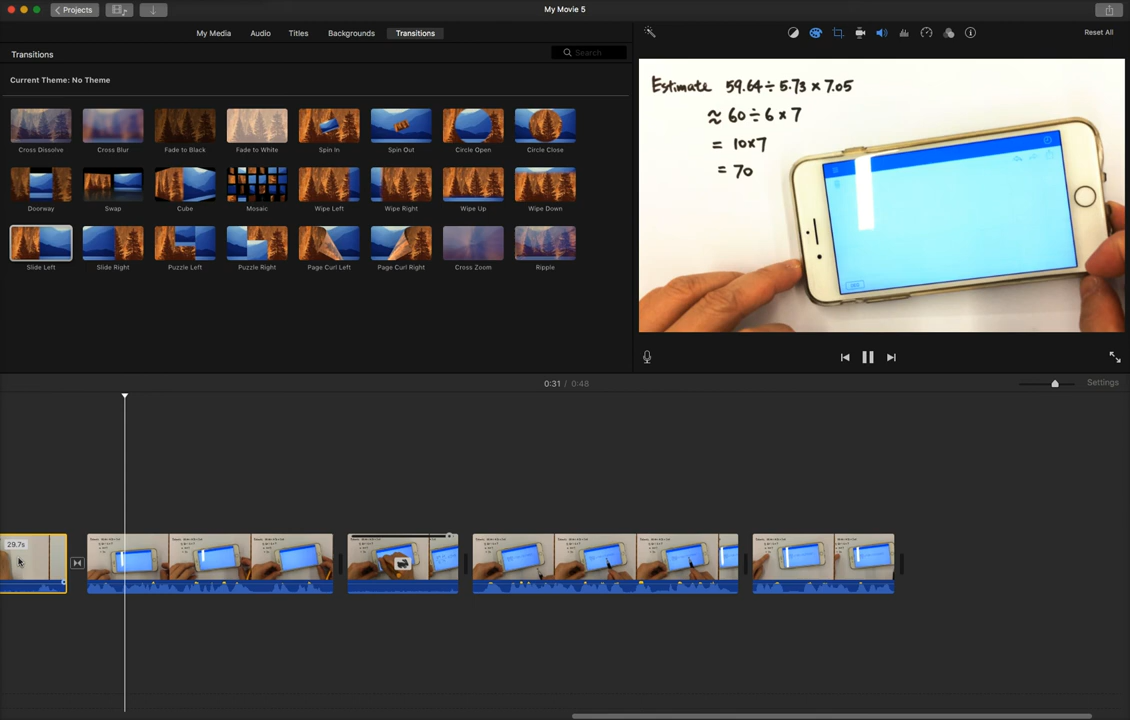 Projects
My Movie 5
My Media Audio Titles Backgrounds Transitions
Reset All
Transitions
Search
Current Theme: No Theme
Cross Dissolve Cross Blur Fade to Black Fade to White Spin In Spin Out Circle Open Circle Close
Doorway Swap Cube Mosaic Wipe Left Wipe Right Wipe Up Wipe Down
Slide Left Slide Right Puzzle Left Puzzle Right Page Curl Left Page Curl Right Cross Zoom Ripple
Estimate 59.64 ÷ 5.73 × 7.05
≈ 60 ÷ 6 × 7
= 10×7
= 70
0:31 / 0:48
Settings
29.7s